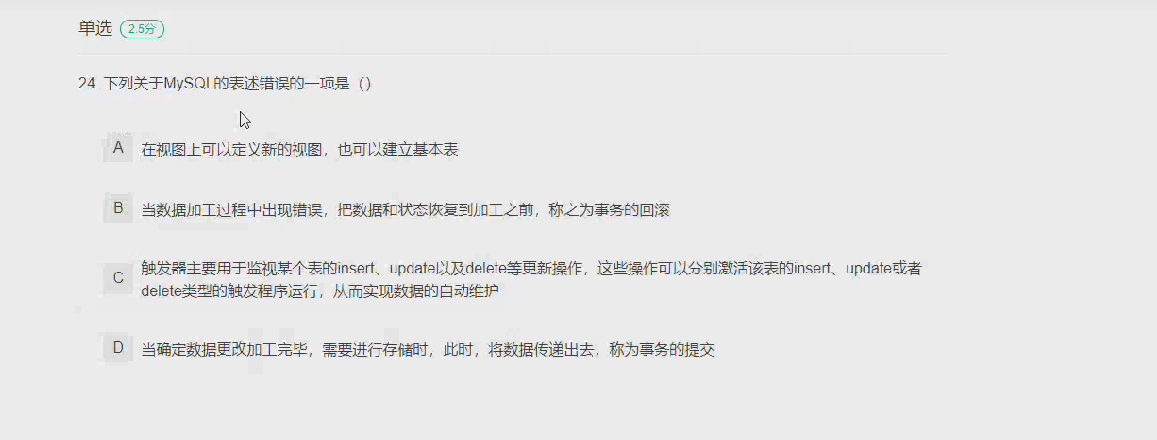 单选 2.5分
24 下列关于MySQL的表述错误的一项是（）
A 在视图上可以定义新的视图，也可以建立基本表
B 当数据加工过程中出现错误，把数据和状态恢复到加工之前，称之为事务的回滚
C 触发器主要用于监视某个表的insert、update以及delete等更新操作，这些操作可以分别激活该表的insert、update或者
delete类型的触发程序运行，从而实现数据的自动维护
D 当确定数据更改加工完毕，需要进行存储时，此时，将数据传递出去，称为事务的提交